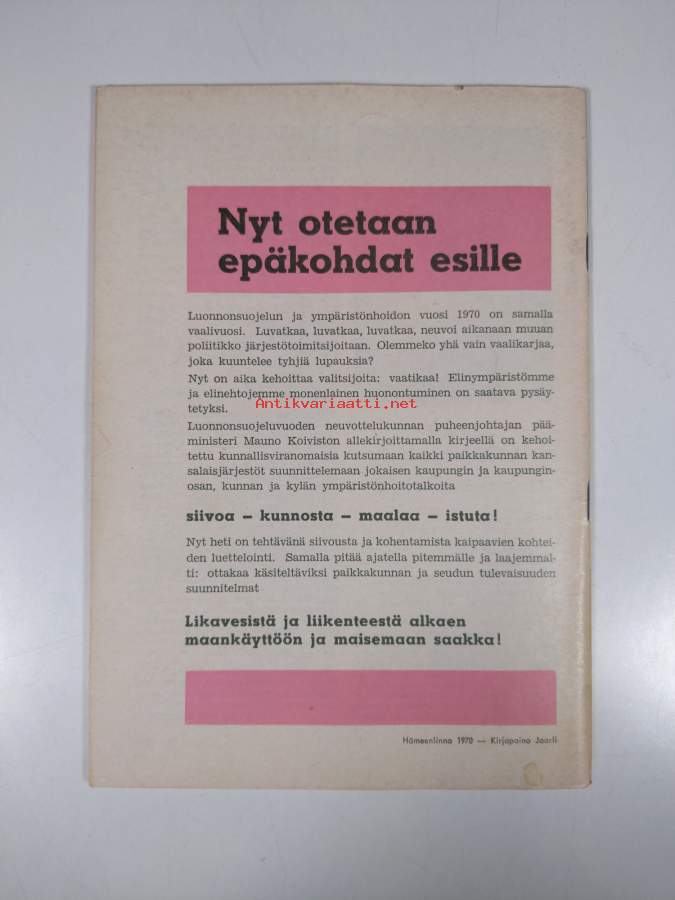 Nyt otetaan
epäkohdat esille
Luonnonsuojelun ja ympäristönhoidon vuosi 1970 on samalla
vaalivuosi. Luvatkaa, luvatkaa, luvatkaa, neuvoi aikanaan muuan
poliitikko järjestötoimitsijoitaan. Olemmeko yhä vain vaalikarjaa,
joka kuuntelee tyhjiä lupauksia?
Nyt on aika kehoittaa valitsijoita: vaatikaa! Elinympäristömme
ja elinehtojemme monenlainen huonontuminen on saatava pysäy-
tetyksi.
Antikvariaatti.net
Luonnonsuojeluvuoden neuvottelukunnan puheenjohtajan pää-
ministeri Mauno Koiviston allekirjoittamalla kirjeellä on kehoi-
tettu kunnallisviranomaisia kutsumaan kaikki paikkakunnan kan-
salaisjärjestöt suunnittelemaan jokaisen kaupungin ja kaupungin-
osan, kunnan ja kylän ympäristönhoitotalkoita
siivoa – kunnosta – maalaa – istuta!
Nyt heti on tehtävänä siivousta ja kohentamista kaipaavien kohtei-
den luettelointi. Samalla pitää ajatella pitemmälle ja laajemmal-
ti: ottakaa käsiteltäviksi paikkakunnan ja seudun tulevaisuuden
suunnitelmat
Likavesistä ja liikenteestä alkaen
maankäyttöön ja maisemaan saakka!
Hämeenlinna 1970 — Kirjapaino Jaarli